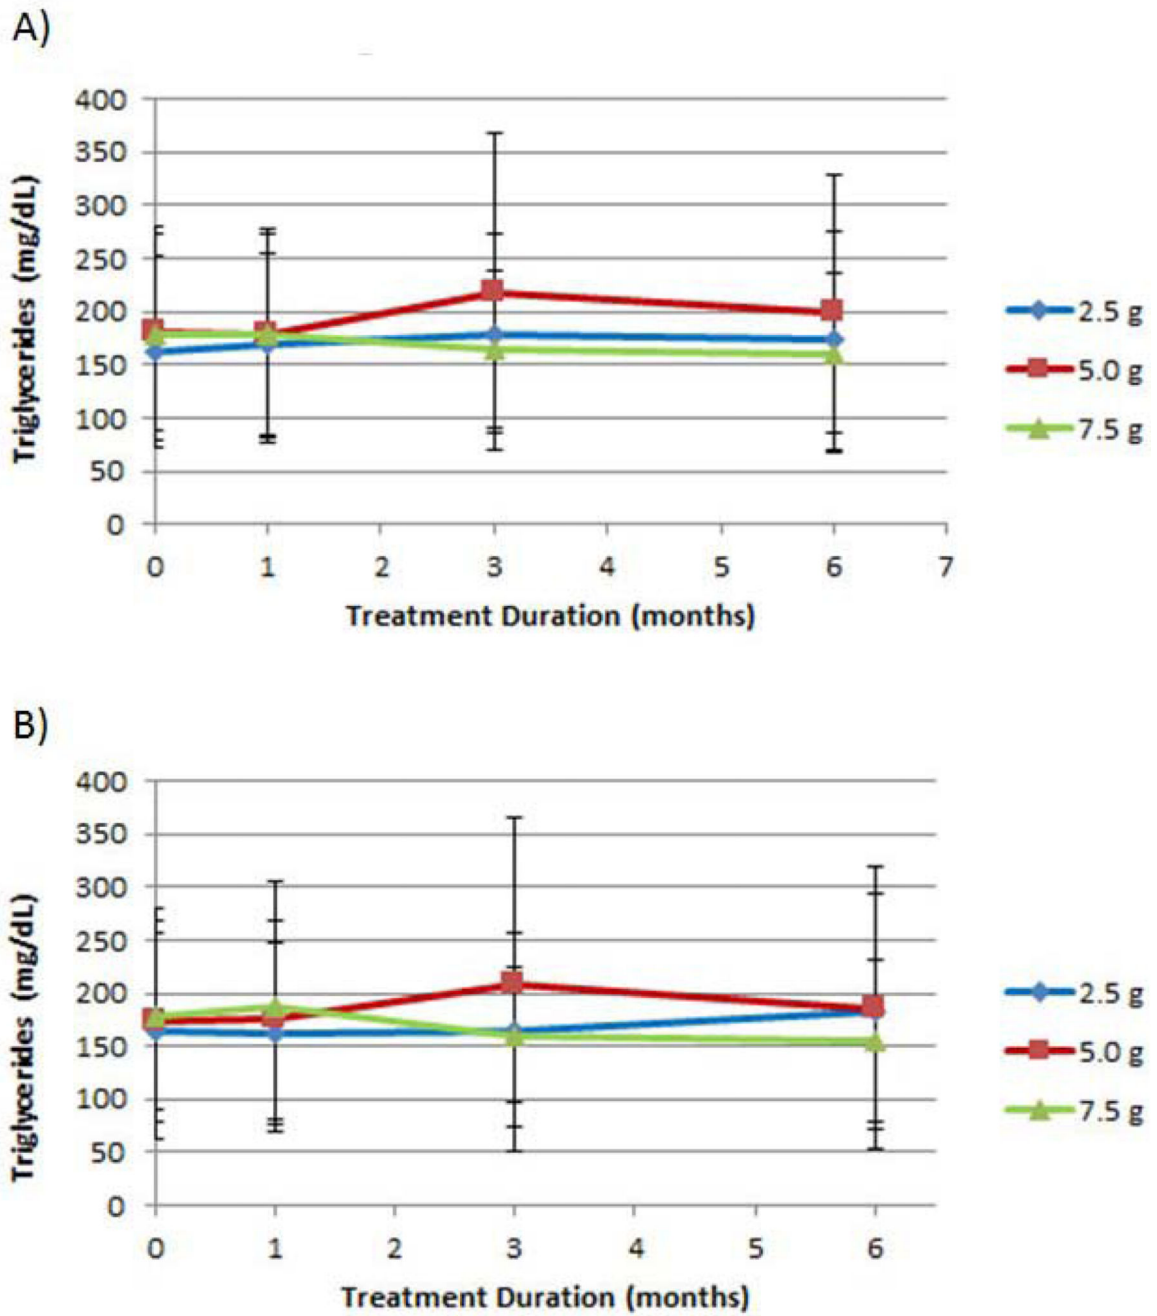 A)
400
350
300
250
200
150
100
50
0
Triglycerides (mg/dL)
0 1 2 3 4 5 6 7
Treatment Duration (months)
2.5 g
5.0 g
7.5 g
B)
400
350
300
250
200
150
100
50
0
Triglycerides (mg/dL)
0 1 2 3 4 5 6
Treatment Duration (months)
2.5 g
5.0 g
7.5 g